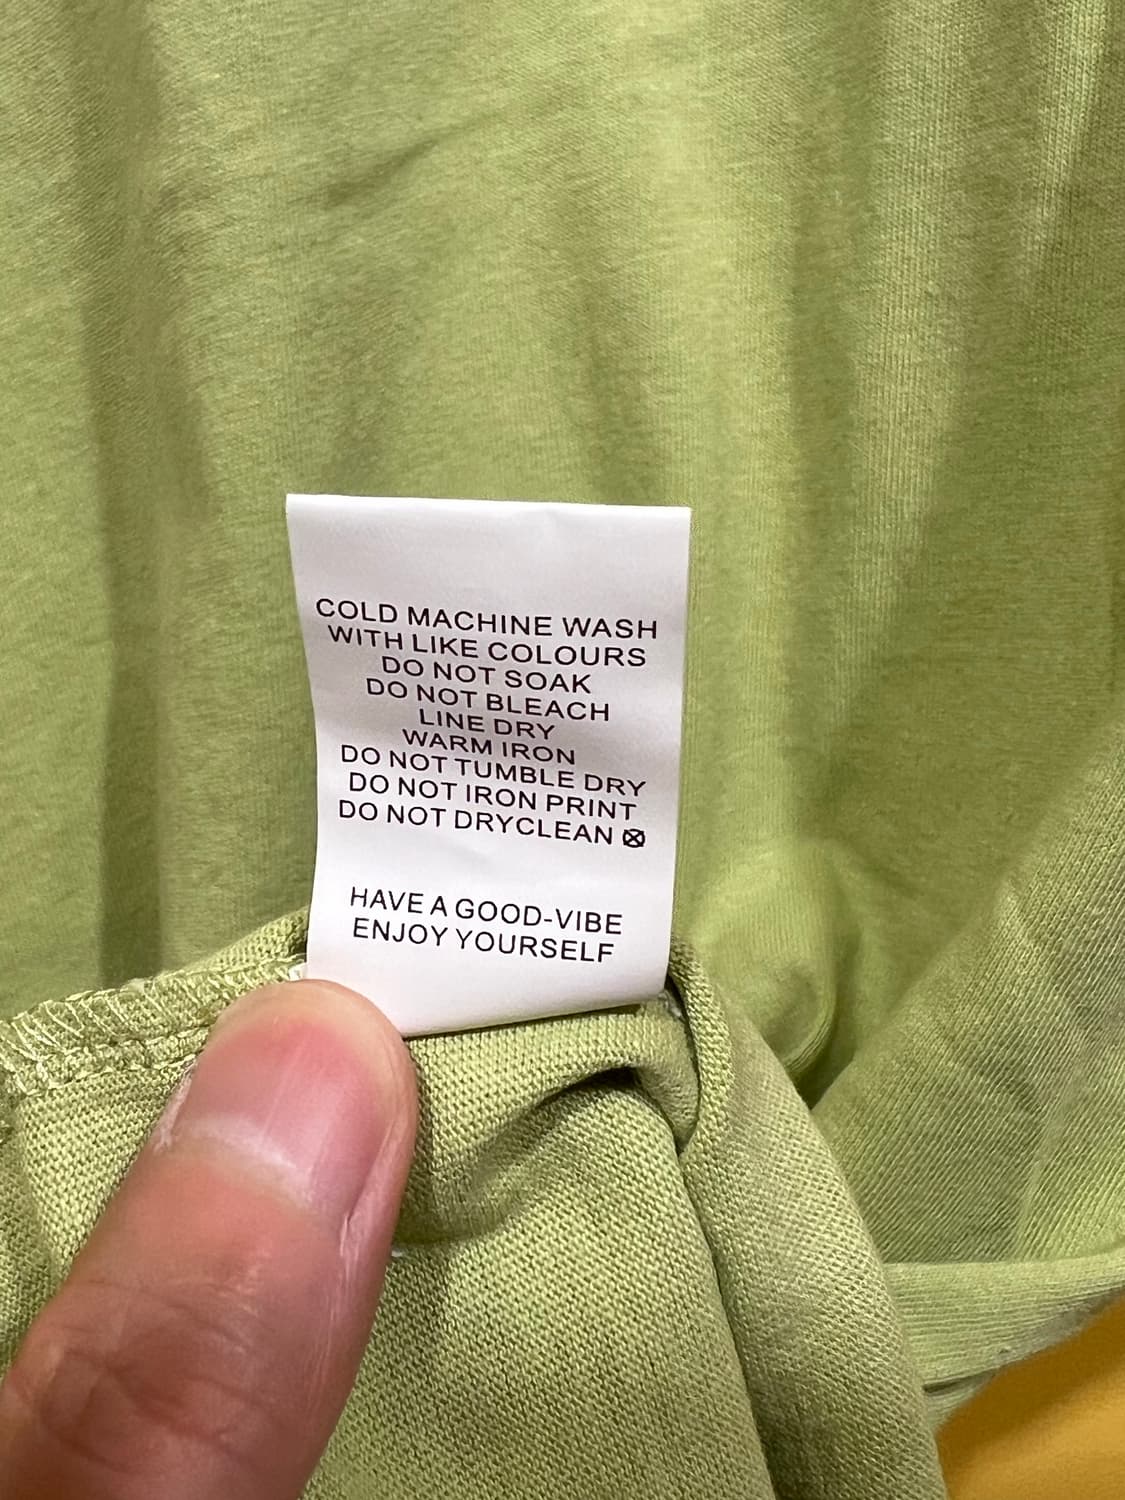 COLD MACHINE WASH
WITH LIKE COLOURS
DO NOT SOAK
DO NOT BLEACH
LINE DRY
WARM IRON
DO NOT TUMBLE DRY
DO NOT IRON PRINT
DO NOT DRYCLEAN
HAVE A GOOD-VIBE
ENJOY YOURSELF